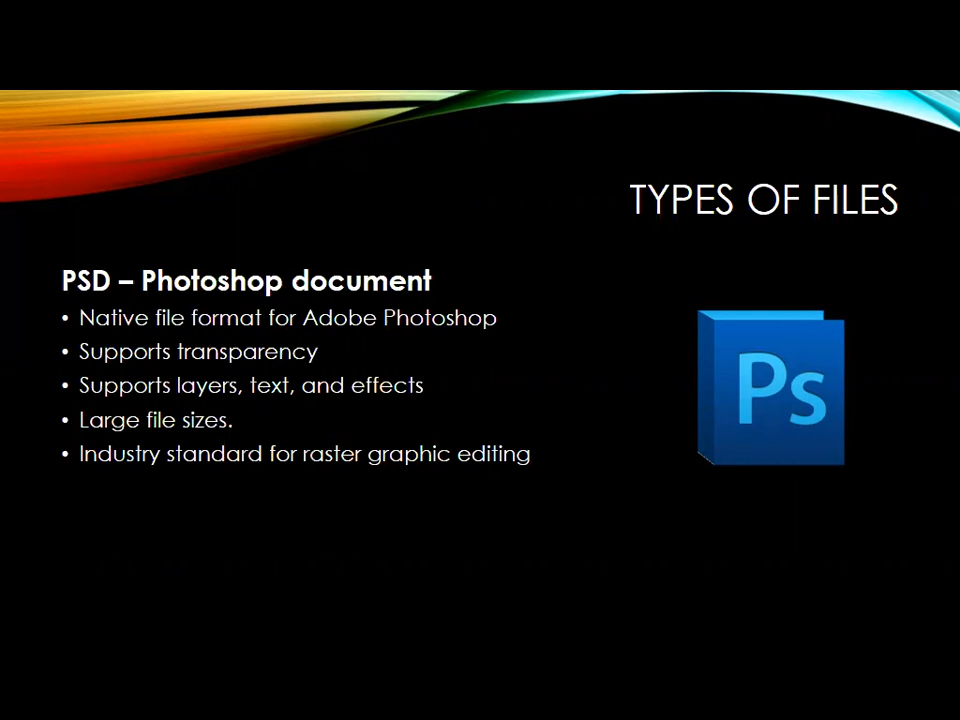 TYPES OF FILES
PSD – Photoshop document
• Native file format for Adobe Photoshop
• Supports transparency
• Supports layers, text, and effects
• Large file sizes.
• Industry standard for raster graphic editing
Ps